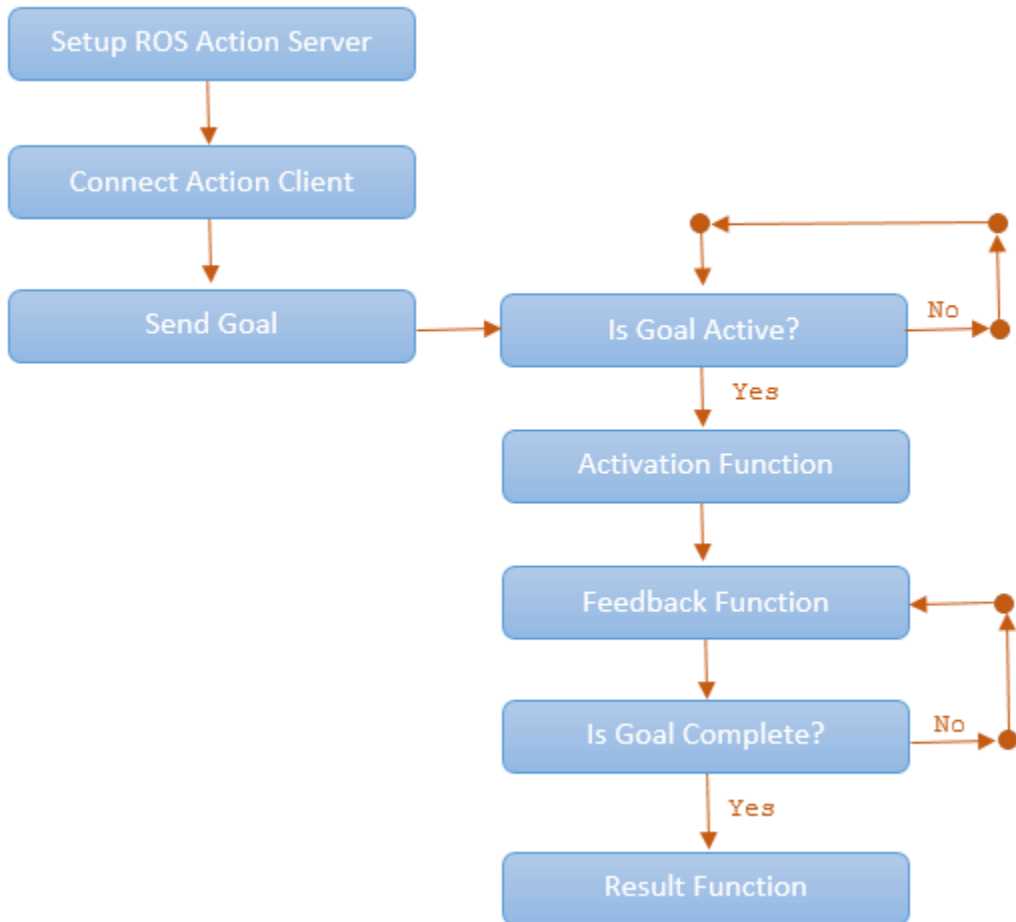 Setup ROS Action Server
Connect Action Client
Send Goal
Is Goal Active?
No
Yes
Activation Function
Feedback Function
Is Goal Complete?
No
Yes
Result Function